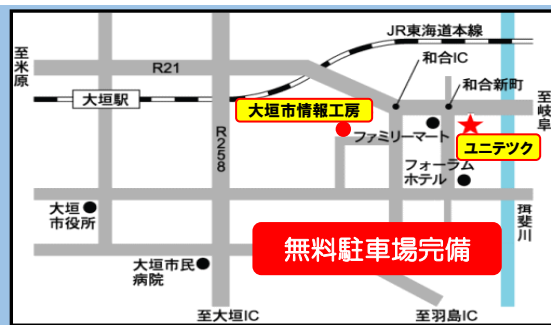 JR東海道本線
至米原
和合IC
R21
和合新町
大垣駅
大垣市情報工房
至岐阜
ファミリーマート
ユニテツク
R258
フォーラム
ホテル
大垣
市役所
揖斐川
無料駐車場完備
大垣市民
病院
至大垣IC
至羽島IC